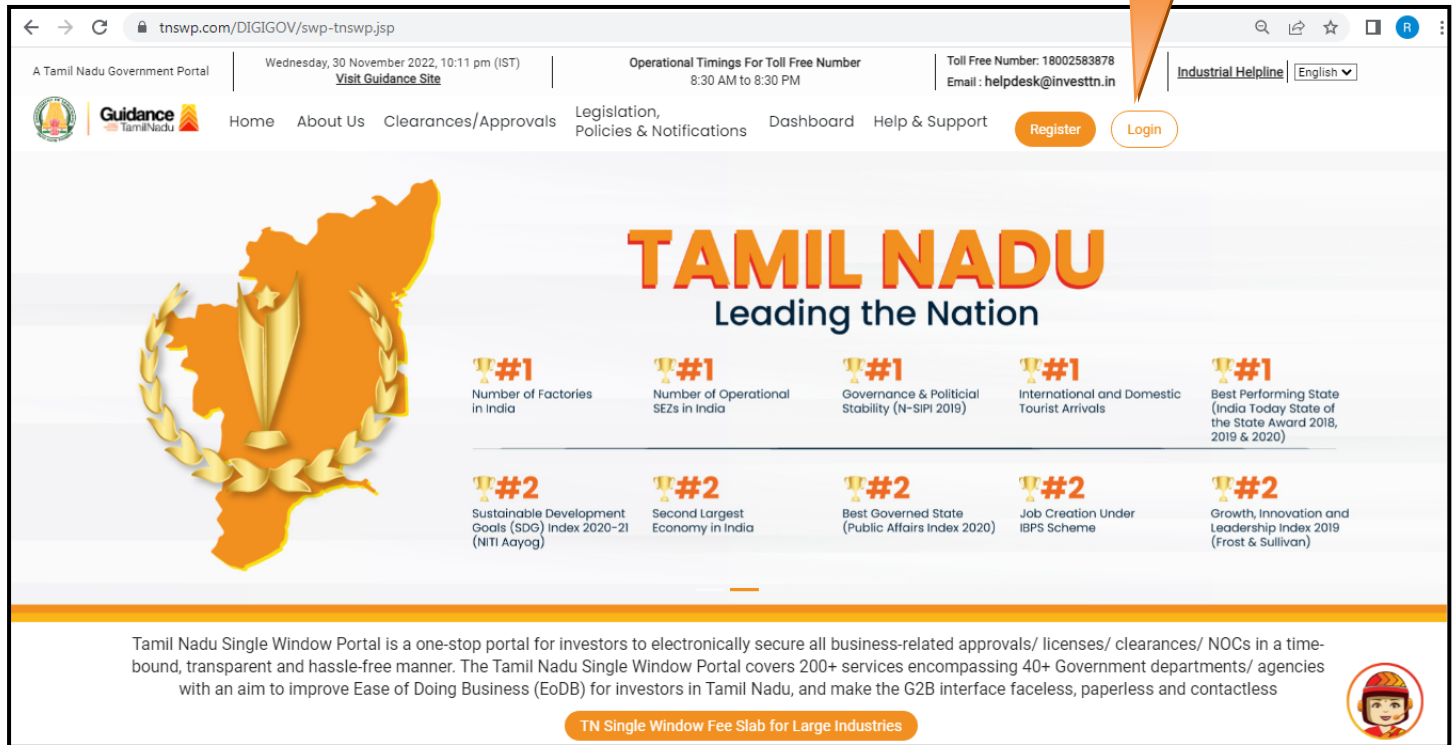 tnswp.com/DIGIGOV/swp-tnswp.jsp
R
A Tamil Nadu Government Portal
Wednesday, 30 November 2022, 10:11 pm (IST)
Visit Guidance Site
Operational Timings For Toll Free Number
8:30 AM to 8:30 PM
Toll Free Number: 18002583878
Email : helpdesk@investtn.in
Industrial Helpline
English
Guidance
TamilNadu
Home
About Us
Clearances/Approvals
Legislation,
Policies & Notifications
Dashboard
Help & Support
Register
Login
TAMIL NADU
Leading the Nation
#1
Number of Factories
in India
#1
Number of Operational
SEZs in India
#1
Governance & Politicial
Stability (N-SIPI 2019)
#1
International and Domestic
Tourist Arrivals
#1
Best Performing State
(India Today State of
the State Award 2018,
2019 & 2020)
#2
Sustainable Development
Goals (SDG) Index 2020-21
(NITI Aayog)
#2
Second Largest
Economy in India
#2
Best Governed State
(Public Affairs Index 2020)
#2
Job Creation Under
IBPS Scheme
#2
Growth, Innovation and
Leadership Index 2019
(Frost & Sullivan)
Tamil Nadu Single Window Portal is a one-stop portal for investors to electronically secure all business-related approvals/ licenses/ clearances/ NOCs in a time-
bound, transparent and hassle-free manner. The Tamil Nadu Single Window Portal covers 200+ services encompassing 40+ Government departments/ agencies
with an aim to improve Ease of Doing Business (EoDB) for investors in Tamil Nadu, and make the G2B interface faceless, paperless and contactless
TN Single Window Fee Slab for Large Industries